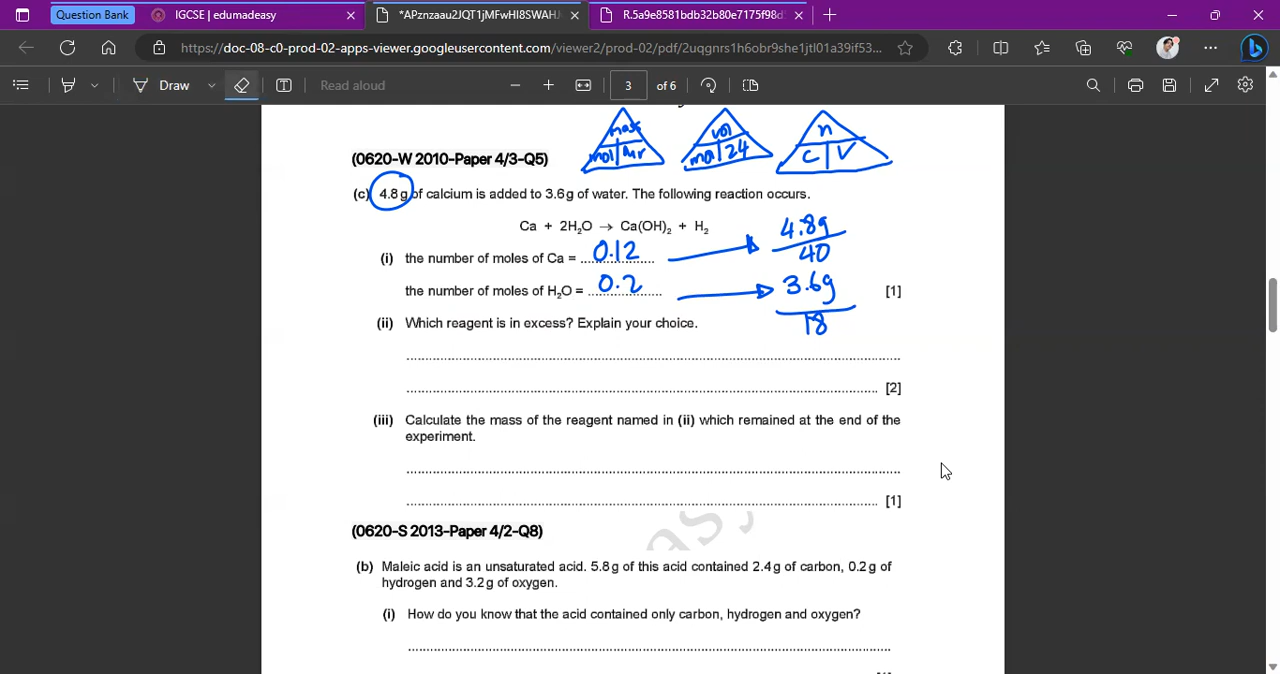 Question Bank IGCSE | edumadeasy *APznzaau2JQT1jMFwHI8SWAHJ R.5a9e8581bdb32b80e7175f98d
https://doc-08-c0-prod-02-apps-viewer.googleusercontent.com/viewer2/prod-02/pdf/2uqgnrs1h6obr9she1jtl01a39if53...
Draw Read aloud 3 of 6
mass vol n
mol Mr mol 24 C V
(0620-W 2010-Paper 4/3-Q5)
(c) 4.8 g of calcium is added to 3.6 g of water. The following reaction occurs.
Ca + 2H₂O → Ca(OH)₂ + H₂
4.8g
(i) the number of moles of Ca = 0.12
40
the number of moles of H₂O = 0.2 3.6g [1]
18
(ii) Which reagent is in excess? Explain your choice.
[2]
(iii) Calculate the mass of the reagent named in (ii) which remained at the end of the
experiment.
[1]
(0620-S 2013-Paper 4/2-Q8)
(b) Maleic acid is an unsaturated acid. 5.8 g of this acid contained 2.4 g of carbon, 0.2 g of
hydrogen and 3.2 g of oxygen.
(i) How do you know that the acid contained only carbon, hydrogen and oxygen?